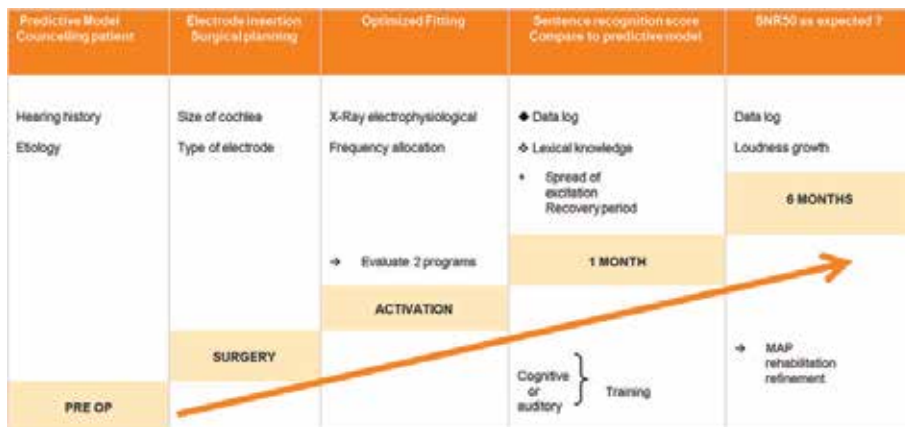 Predictive Model
Councelling patient
Electrode insertion
Surgical planning
Optimized Fitting
Sentence recognition score
Compare to predictive model
SNR50 as expected ?
Hearing history
Etiology
Size of cochlea
Type of electrode
X-Ray electrophysiological
Frequency allocation
→ Evaluate 2 programs
◆ Data log
❖ Lexical knowledge
• Spread of
excitation
Recovery period
Data log
Loudness growth
6 MONTHS
1 MONTH
ACTIVATION
SURGERY
PRE OP
Cognitive
or
auditory
Training
→ MAP
rehabilitation
refinement